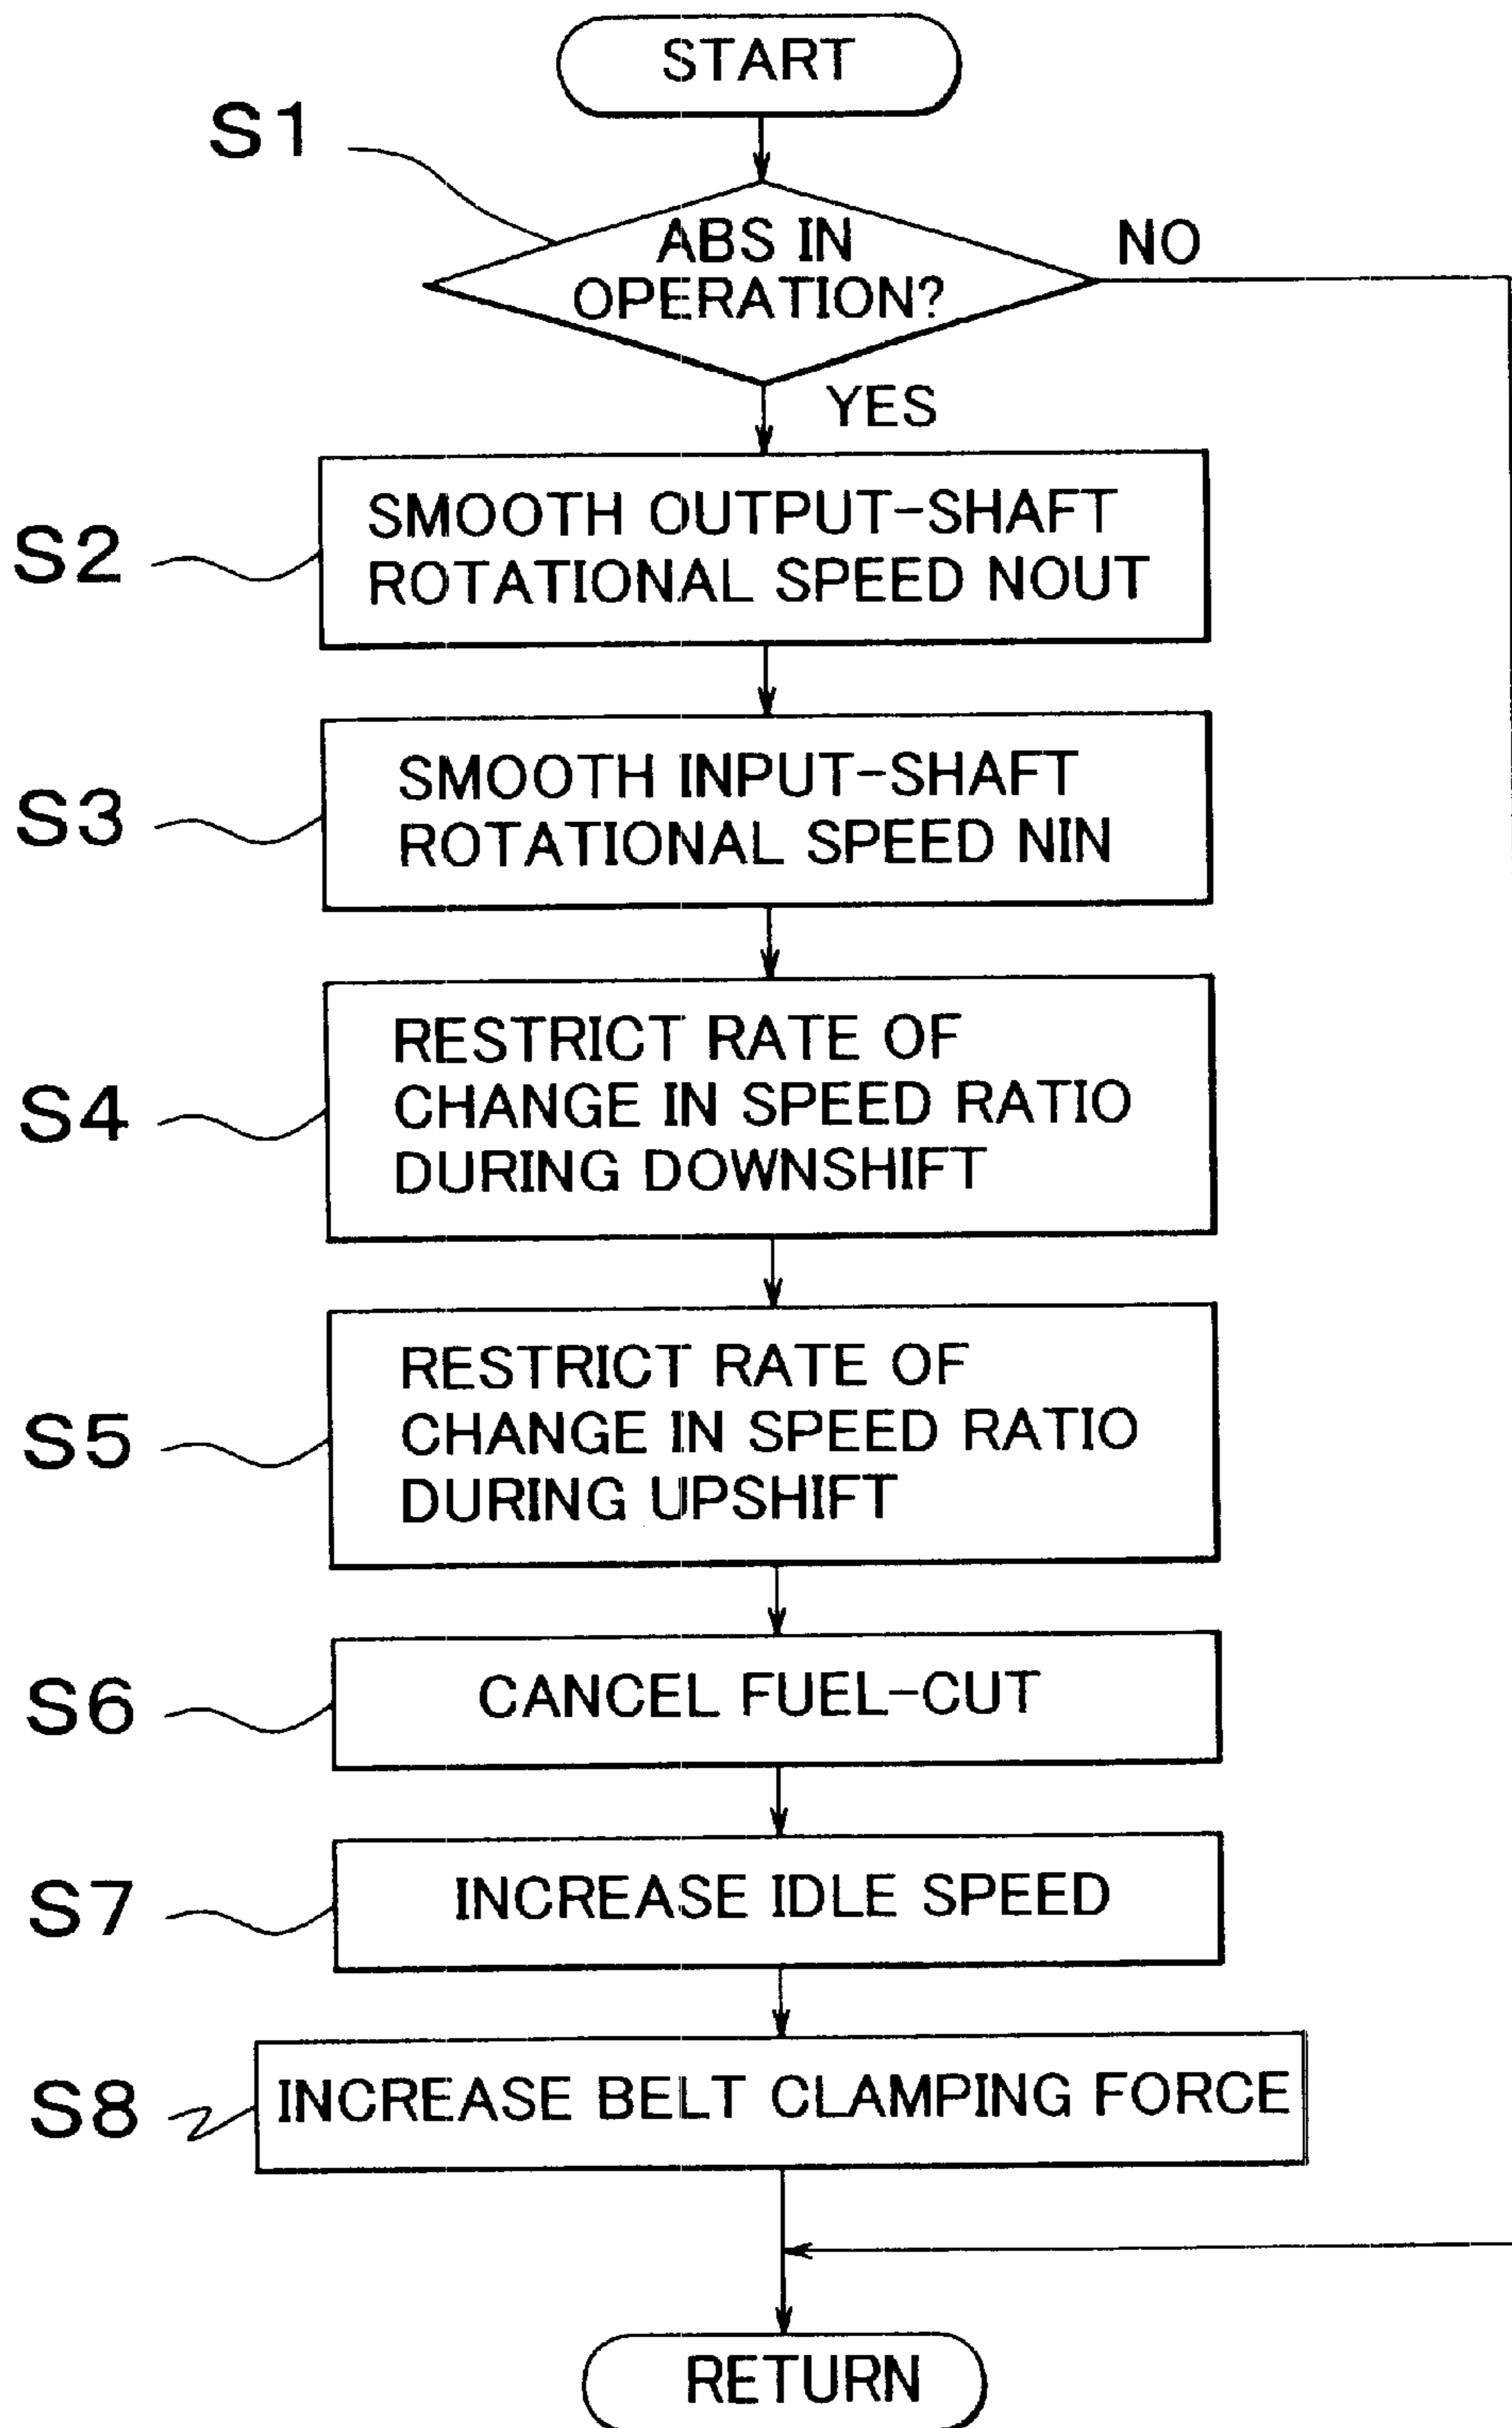 START
S1
ABS IN
OPERATION?
NO
YES
S2
SMOOTH OUTPUT-SHAFT
ROTATIONAL SPEED NOUT
S3
SMOOTH INPUT-SHAFT
ROTATIONAL SPEED NIN
S4
RESTRICT RATE OF
CHANGE IN SPEED RATIO
DURING DOWNSHIFT
S5
RESTRICT RATE OF
CHANGE IN SPEED RATIO
DURING UPSHIFT
S6
CANCEL FUEL-CUT
S7
INCREASE IDLE SPEED
S8
INCREASE BELT CLAMPING FORCE
RETURN